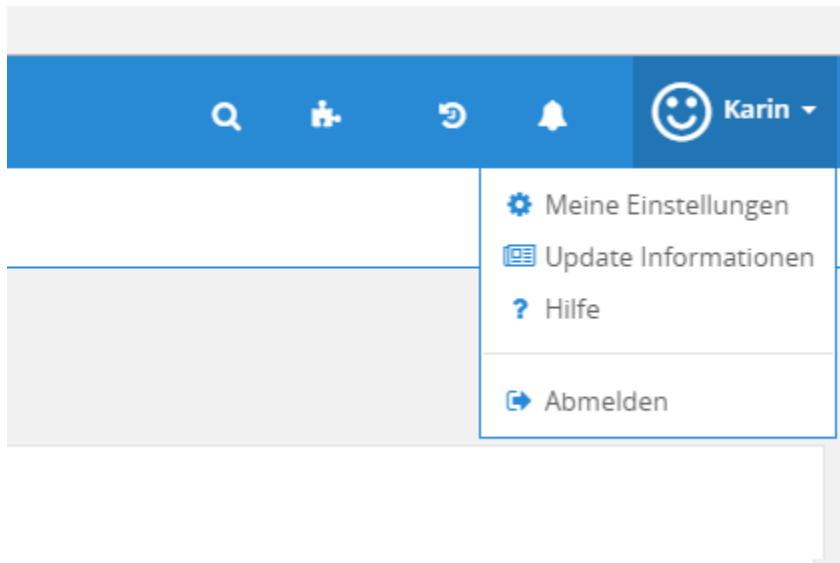 Karin
Meine Einstellungen
Update Informationen
? Hilfe
Abmelden